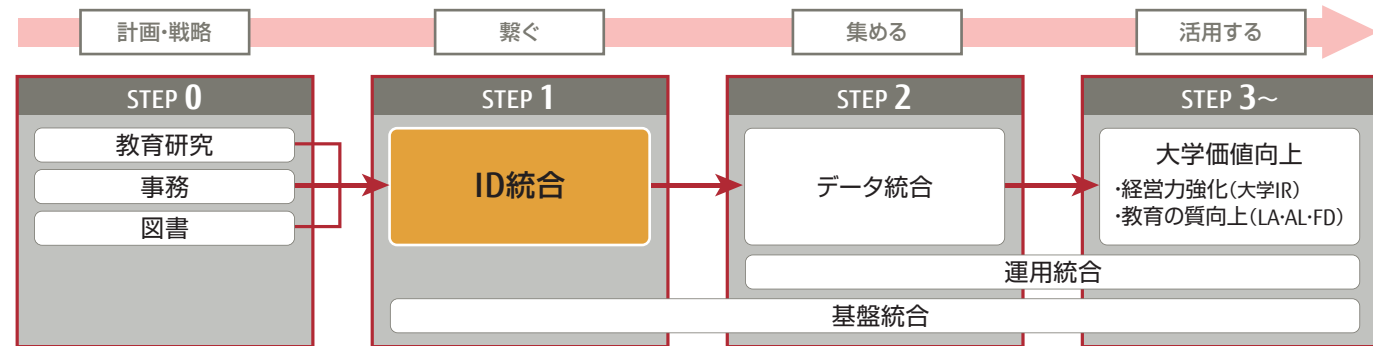 計画・戦略
繋ぐ
集める
活用する
STEP 0
STEP 1
STEP 2
STEP 3~
教育研究
事務
図書
ID統合
データ統合
大学価値向上
・経営力強化(大学IR)
・教育の質向上(LA・AL・FD)
運用統合
基盤統合